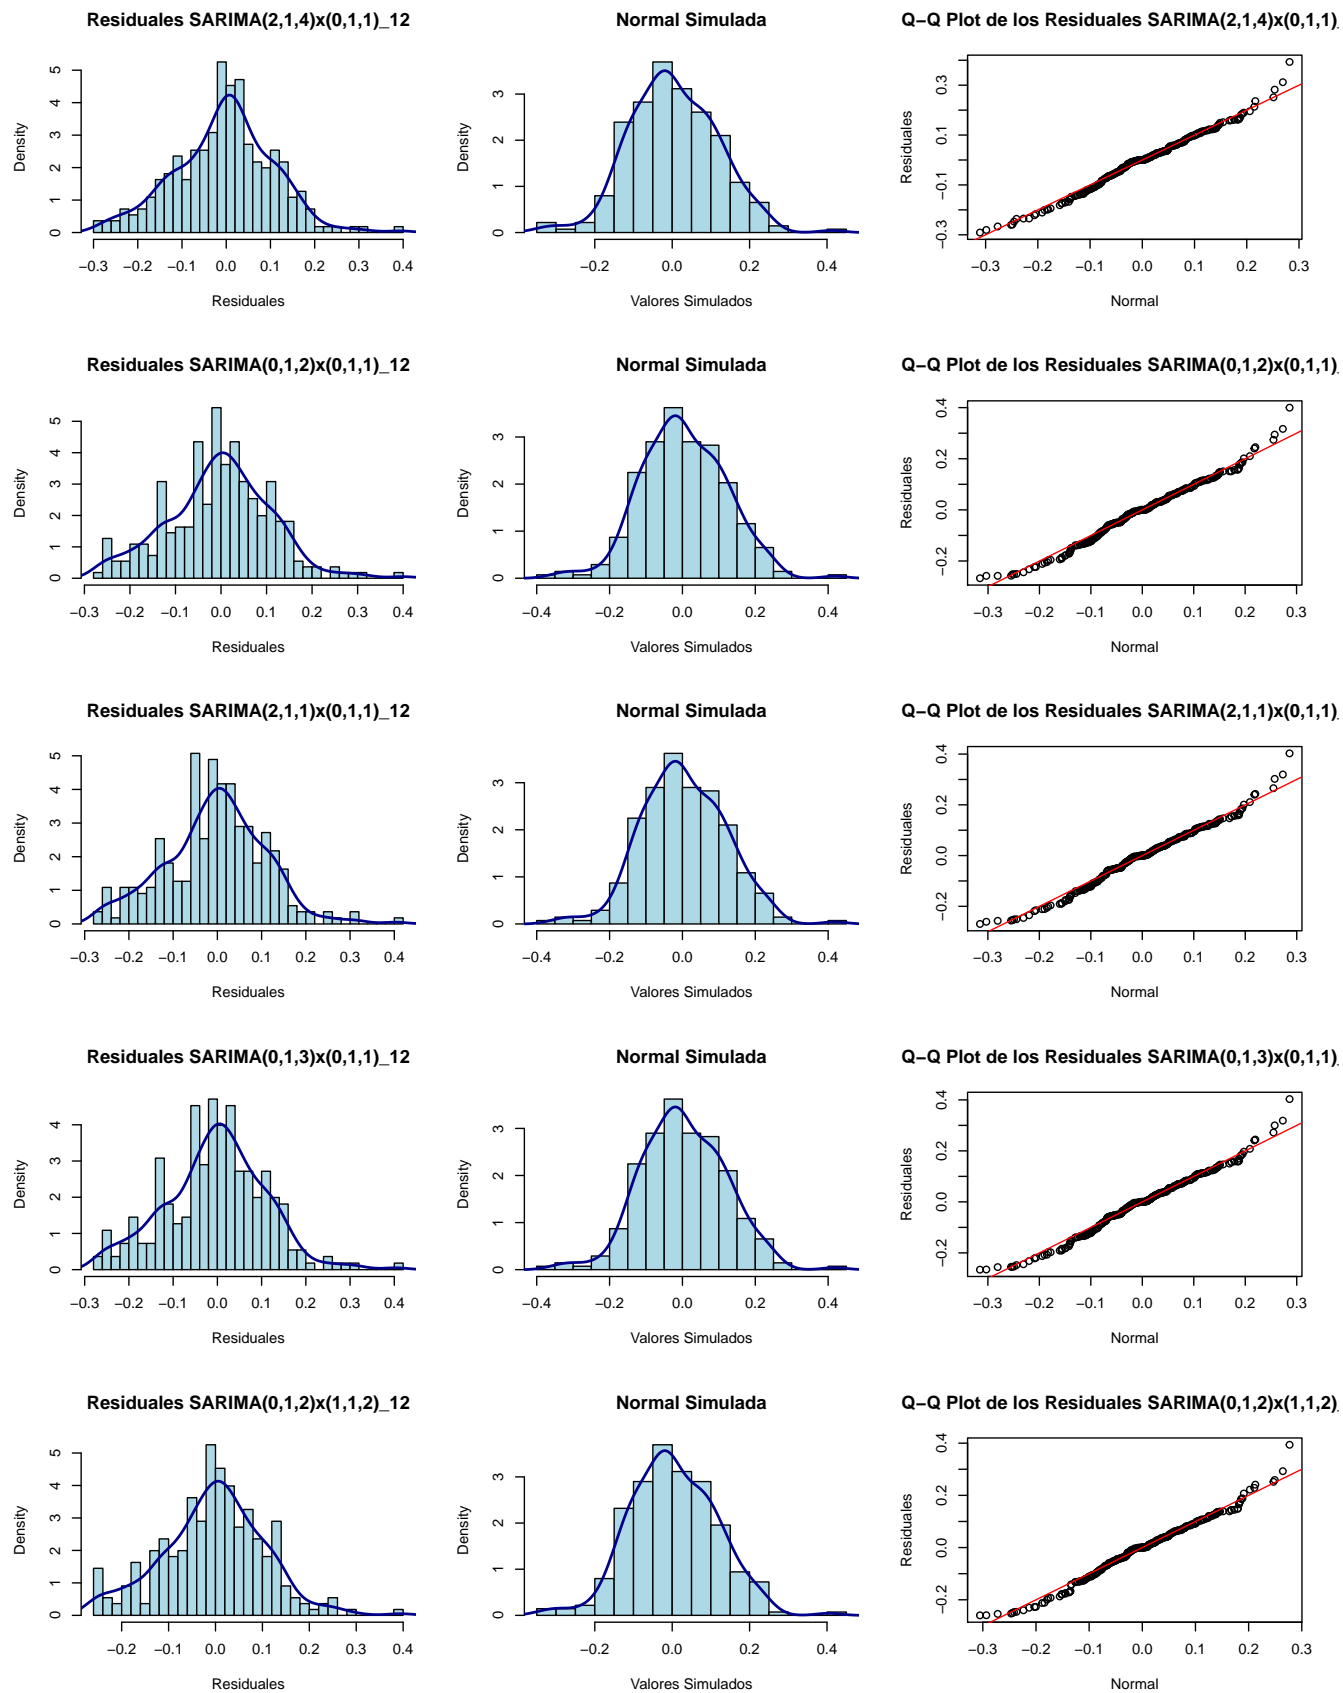 Residuales SARIMA(2,1,4)x(0,1,1)_12
Density
0 1 2 3 4 5
−0.3 −0.2 −0.1 0.0 0.1 0.2 0.3 0.4
Residuales
Normal Simulada
Density
0 1 2 3
−0.2 0.0 0.2 0.4
Valores Simulados
Q−Q Plot de los Residuales SARIMA(2,1,4)x(0,1,1)_
Residuales
−0.3 −0.1 0.1 0.3
−0.3 −0.2 −0.1 0.0 0.1 0.2 0.3
Normal
Residuales SARIMA(0,1,2)x(0,1,1)_12
Density
0 1 2 3 4 5
−0.3 −0.2 −0.1 0.0 0.1 0.2 0.3 0.4
Residuales
Normal Simulada
Density
0 1 2 3
−0.4 −0.2 0.0 0.2 0.4
Valores Simulados
Q−Q Plot de los Residuales SARIMA(0,1,2)x(0,1,1)_
Residuales
−0.2 0.0 0.2 0.4
−0.3 −0.2 −0.1 0.0 0.1 0.2 0.3
Normal
Residuales SARIMA(2,1,1)x(0,1,1)_12
Density
0 1 2 3 4 5
−0.3 −0.2 −0.1 0.0 0.1 0.2 0.3 0.4
Residuales
Normal Simulada
Density
0 1 2 3
−0.4 −0.2 0.0 0.2 0.4
Valores Simulados
Q−Q Plot de los Residuales SARIMA(2,1,1)x(0,1,1)_
Residuales
−0.2 0.0 0.2 0.4
−0.3 −0.2 −0.1 0.0 0.1 0.2 0.3
Normal
Residuales SARIMA(0,1,3)x(0,1,1)_12
Density
0 1 2 3 4
−0.3 −0.2 −0.1 0.0 0.1 0.2 0.3 0.4
Residuales
Normal Simulada
Density
0 1 2 3
−0.4 −0.2 0.0 0.2 0.4
Valores Simulados
Q−Q Plot de los Residuales SARIMA(0,1,3)x(0,1,1)_
Residuales
−0.2 0.0 0.2 0.4
−0.3 −0.2 −0.1 0.0 0.1 0.2 0.3
Normal
Residuales SARIMA(0,1,2)x(1,1,2)_12
Density
0 1 2 3 4 5
−0.2 −0.1 0.0 0.1 0.2 0.3 0.4
Residuales
Normal Simulada
Density
0 1 2 3
−0.2 0.0 0.2 0.4
Valores Simulados
Q−Q Plot de los Residuales SARIMA(0,1,2)x(1,1,2)_
Residuales
−0.2 0.0 0.2 0.4
−0.3 −0.2 −0.1 0.0 0.1 0.2 0.3
Normal